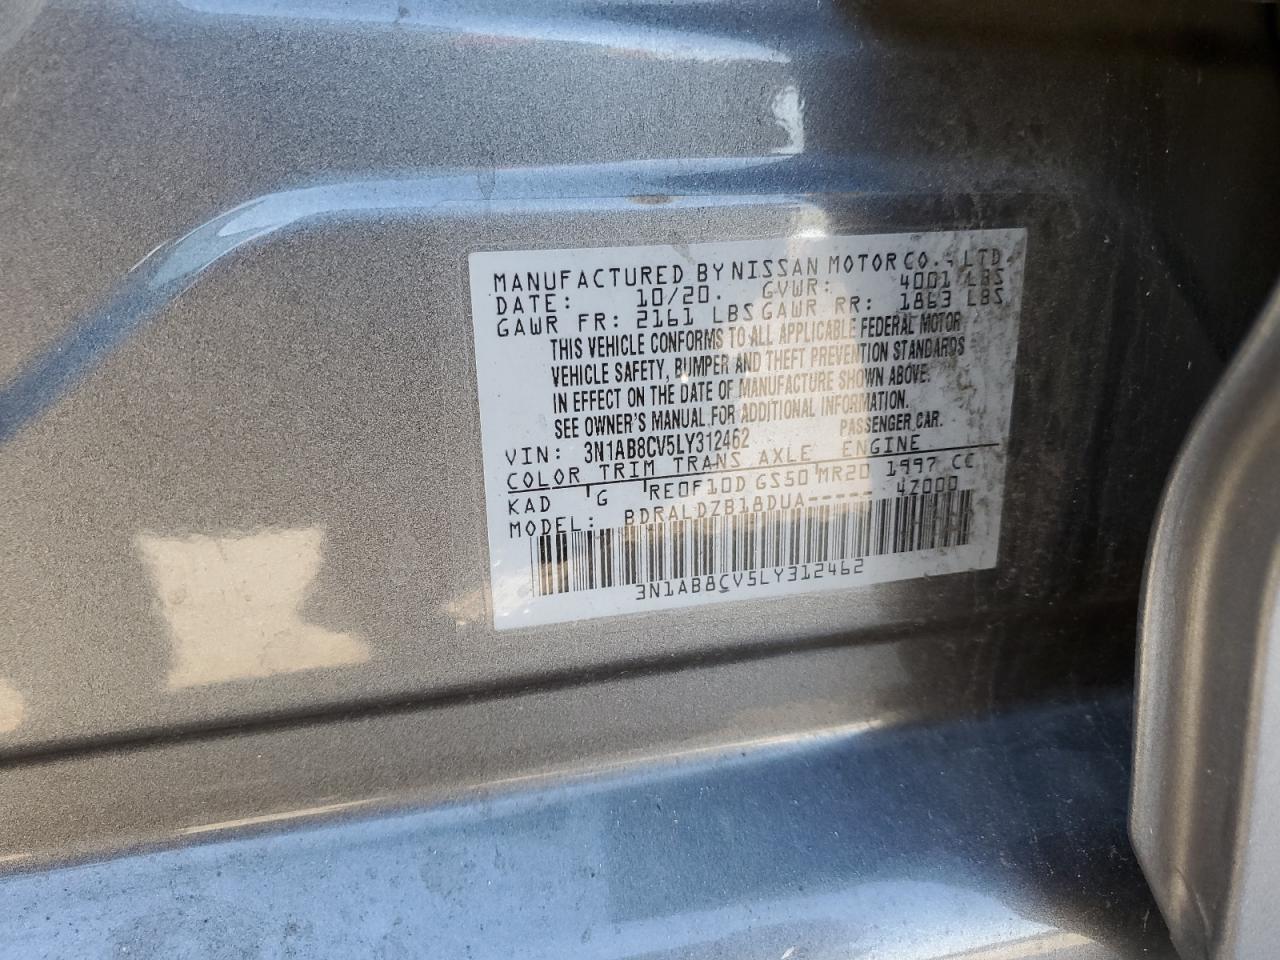 MANUFACTURED BY NISSAN MOTOR CO., LTD.
DATE: 10/20. GVWR: 4001 LBS
GAWR FR: 2161 LBS GAWR RR: 1863 LBS
THIS VEHICLE CONFORMS TO ALL APPLICABLE FEDERAL MOTOR
VEHICLE SAFETY, BUMPER AND THEFT PREVENTION STANDARDS
IN EFFECT ON THE DATE OF MANUFACTURE SHOWN ABOVE.
SEE OWNER'S MANUAL FOR ADDITIONAL INFORMATION.
VIN: 3N1AB8CV5LY312462 PASSENGER CAR.
COLOR TRIM TRANS AXLE ENGINE
KAD G RE0F10D GS50 MR20 1997 CC
MODEL: BDRALDZB18DUA----- 4Z000
3N1AB8CV5LY312462